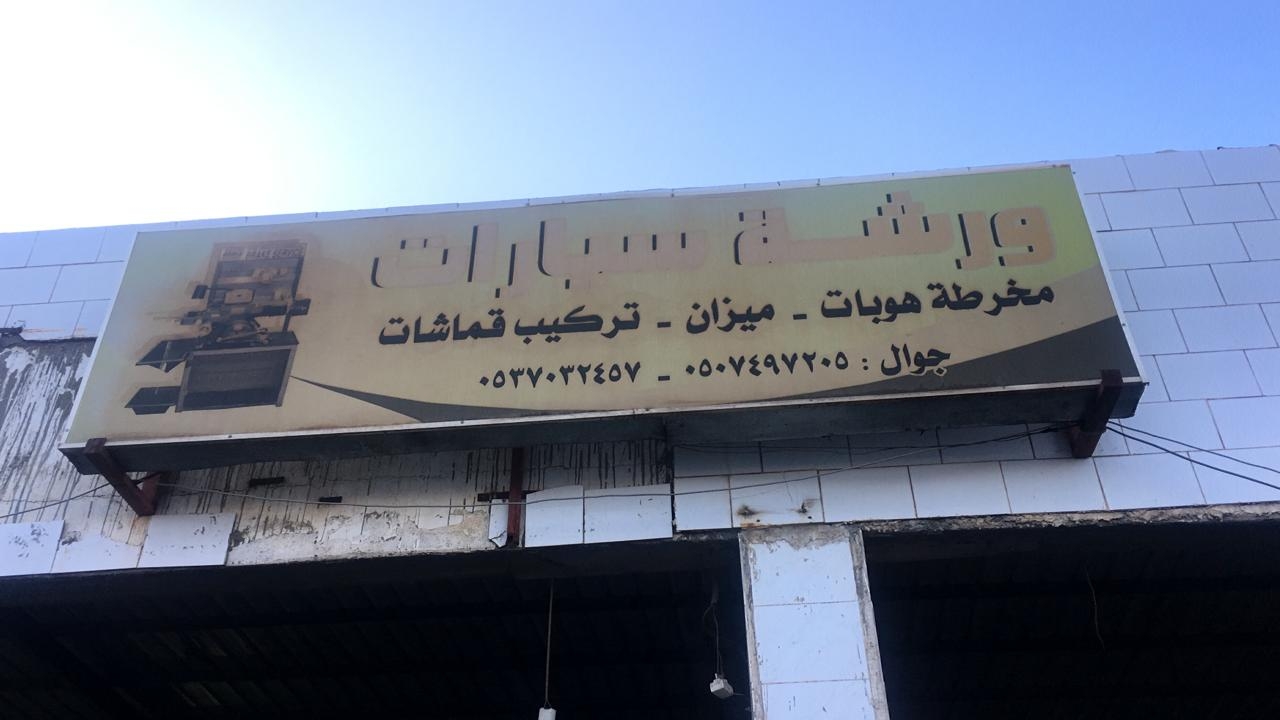 ورشة سيارات
مخرطة هوبات - ميزان - تركيب قماشات
جوال : ٠٥٠٧٤٩٧٢٠٥ - ٠٥٣٧٠٣٢٤٥٧